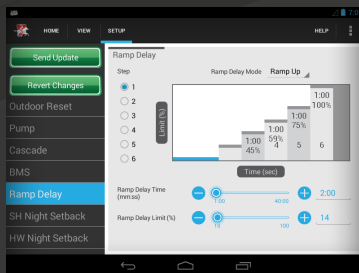 7:0
HOME VIEW SETUP HELP
Send Update
Revert Changes
Outdoor Reset
Pump
Cascade
BMS
Ramp Delay
SH Night Setback
HW Night Setback
Ramp Delay
Step
Ramp Delay Mode Ramp Up
1
2
3
4
5
6
Limit (%)
1:00
100%
1:00
75%
1:00
59%
1:00
45%
4 5 6
Time (sec)
Ramp Delay Time
(mm:ss)
1:00 40:00
2:00
Ramp Delay Limit (%)
100
14